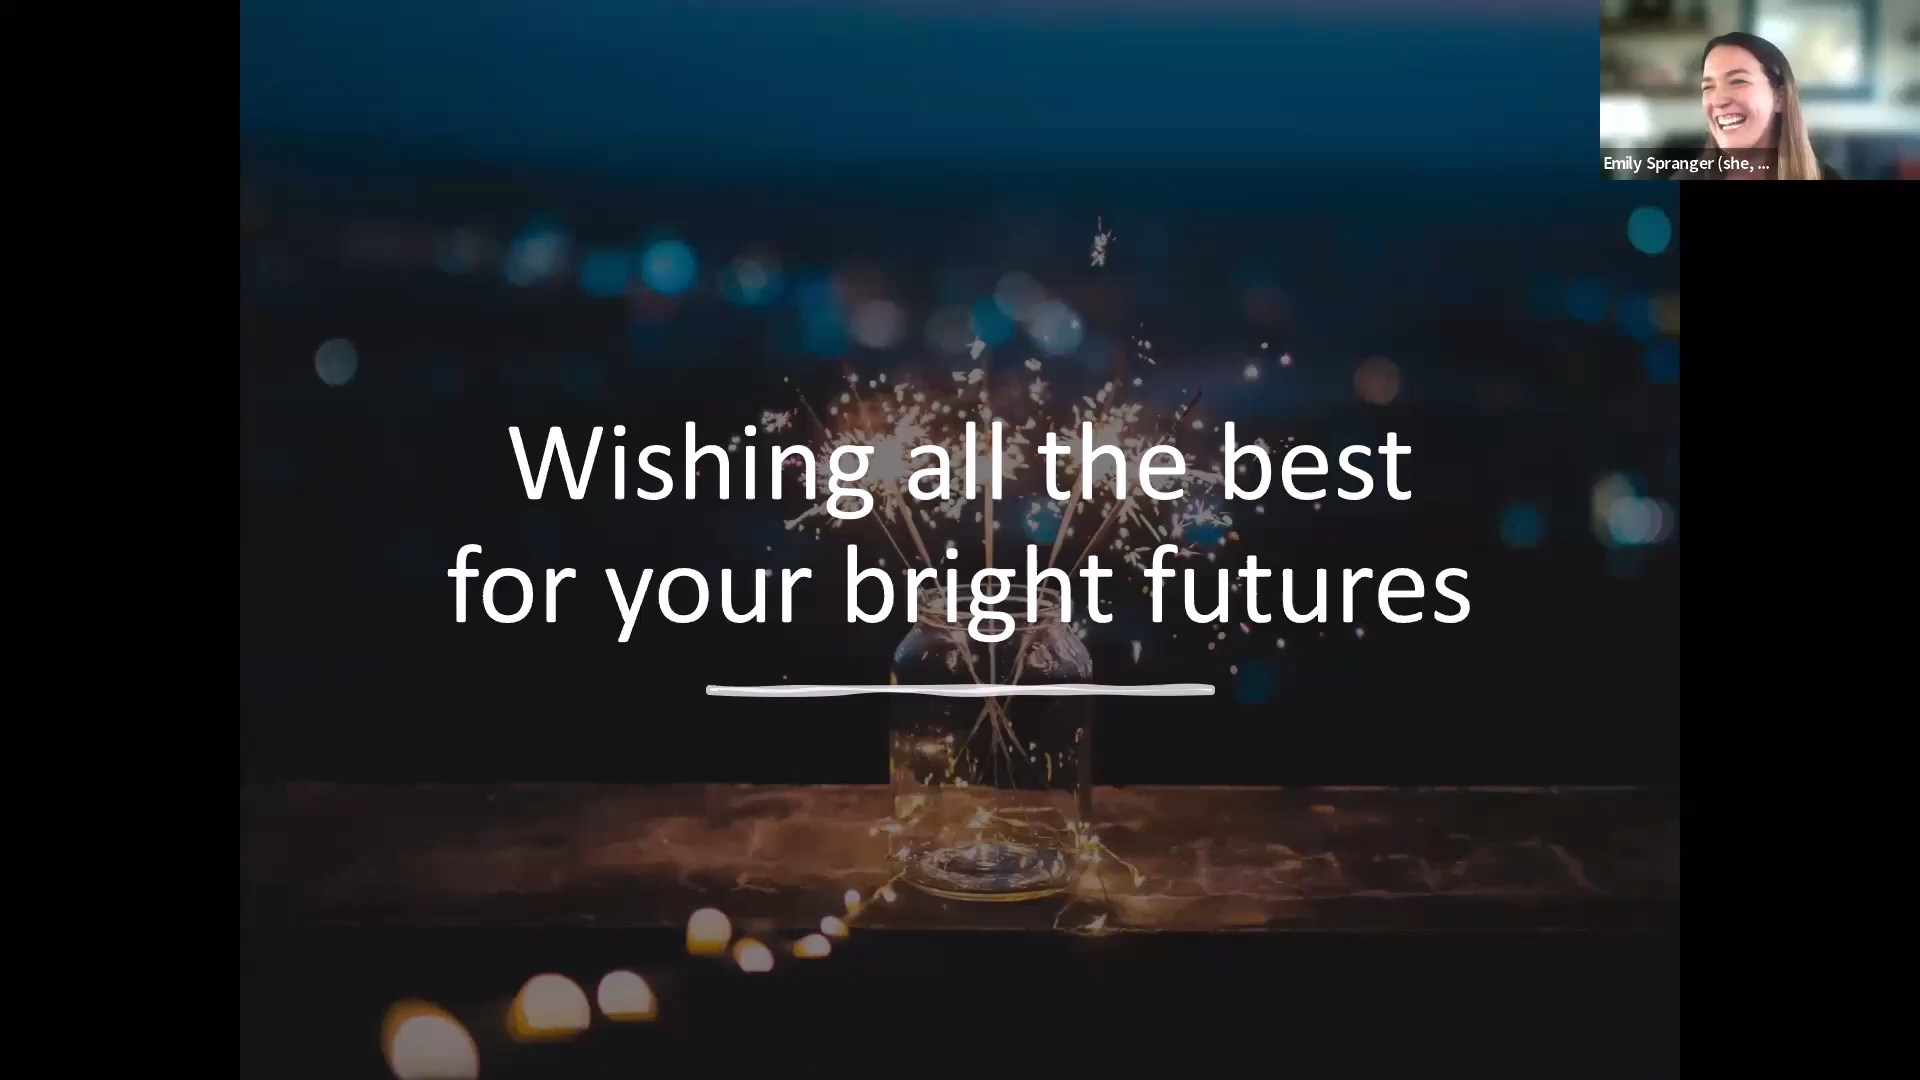 Emily Spranger (she, ...
Wishing all the best
for your bright futures